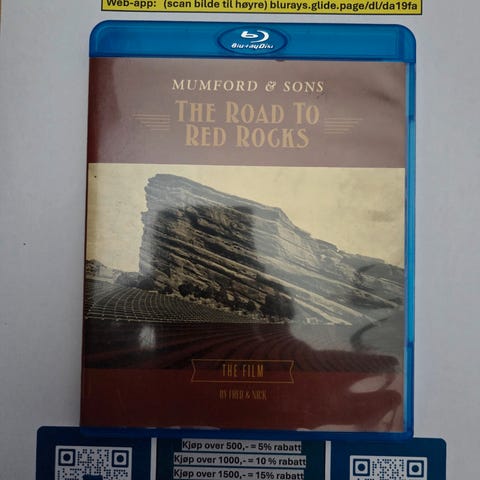 Web-app: (scan bilde til høyre) blurays.glide.page/dl/da19fa
Blu-ray Disc
MUMFORD & SONS
THE ROAD TO
RED ROCKS
THE FILM
BY FRED & NICK
Kjøp over 500,- = 5% rabatt
Kjøp over 1000,- = 10 % rabatt
Kjøp over 1500,- = 15% rabatt